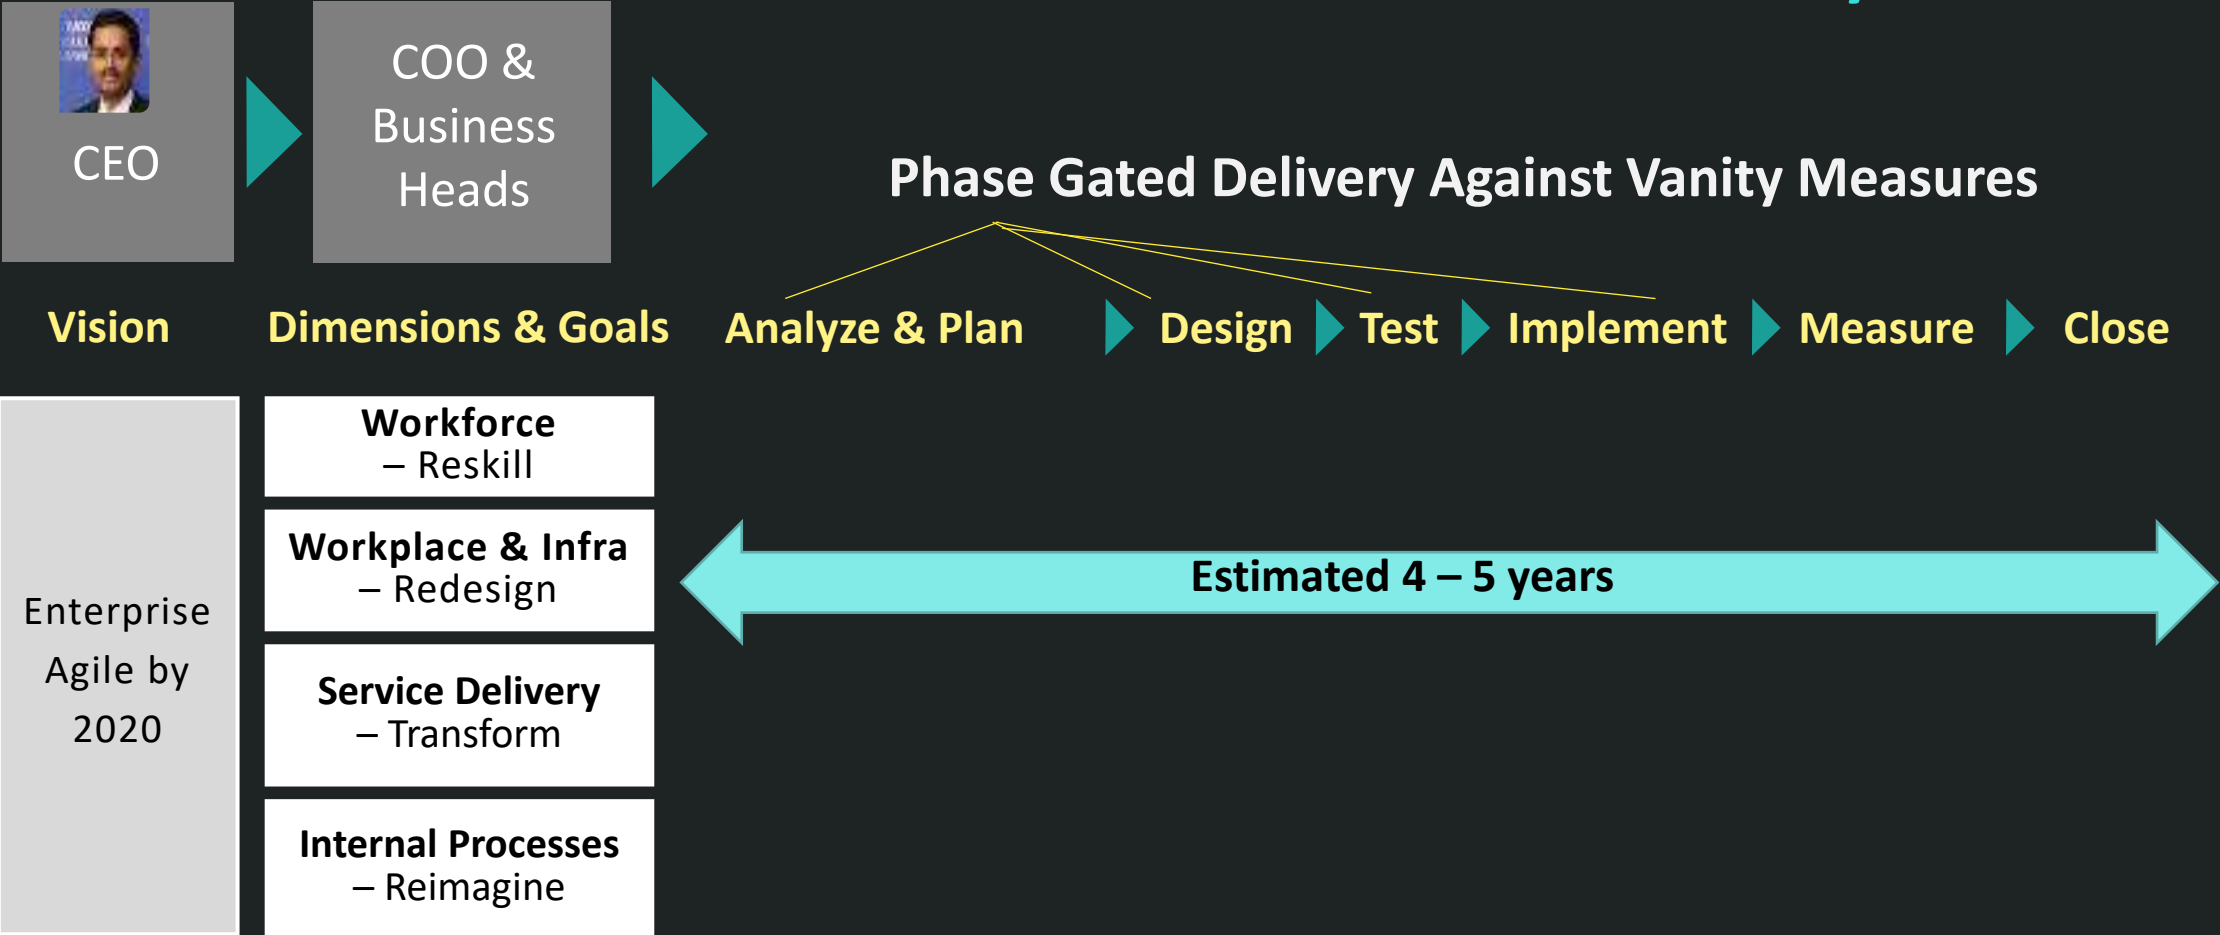 CEO
COO &
Business
Heads
Phase Gated Delivery Against Vanity Measures
Vision
Dimensions & Goals
Analyze & Plan
Design
Test
Implement
Measure
Close
Enterprise
Agile by
2020
Workforce
– Reskill
Workplace & Infra
– Redesign
Service Delivery
– Transform
Internal Processes
– Reimagine
Estimated 4 – 5 years